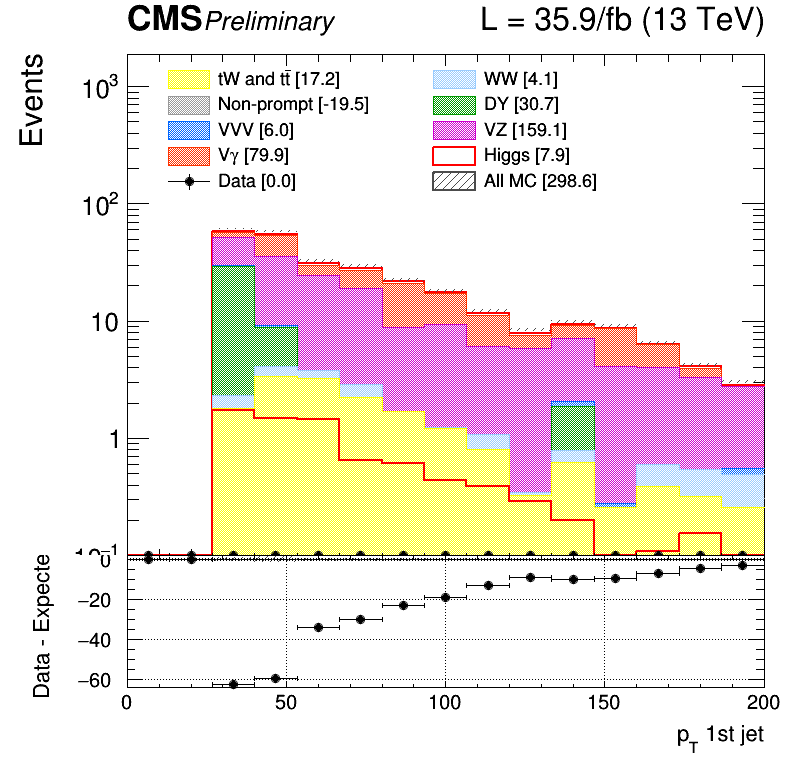 CMS Preliminary L = 35.9/fb (13 TeV)
Events
tW and tt̄ [17.2] WW [4.1]
Non-prompt [-19.5] DY [30.7]
VVV [6.0] VZ [159.1]
Vγ [79.9] Higgs [7.9]
Data [0.0] All MC [298.6]
10³
10²
10
1
0
−20
−40
−60
Data - Expecte
0 50 100 150 200
p_T 1st jet